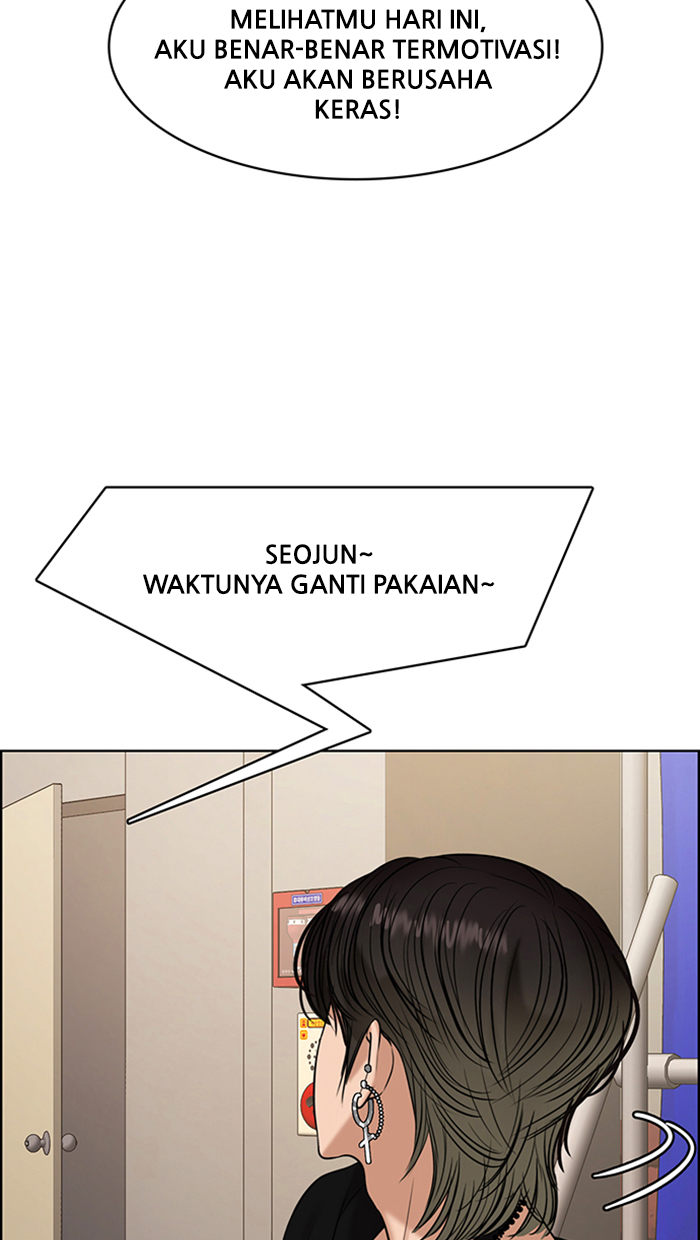 MELIHATMU HARI INI,
AKU BENAR-BENAR TERMOTIVASI!
AKU AKAN BERUSAHA
KERAS!
SEOJUN~
WAKTUNYA GANTI PAKAIAN~